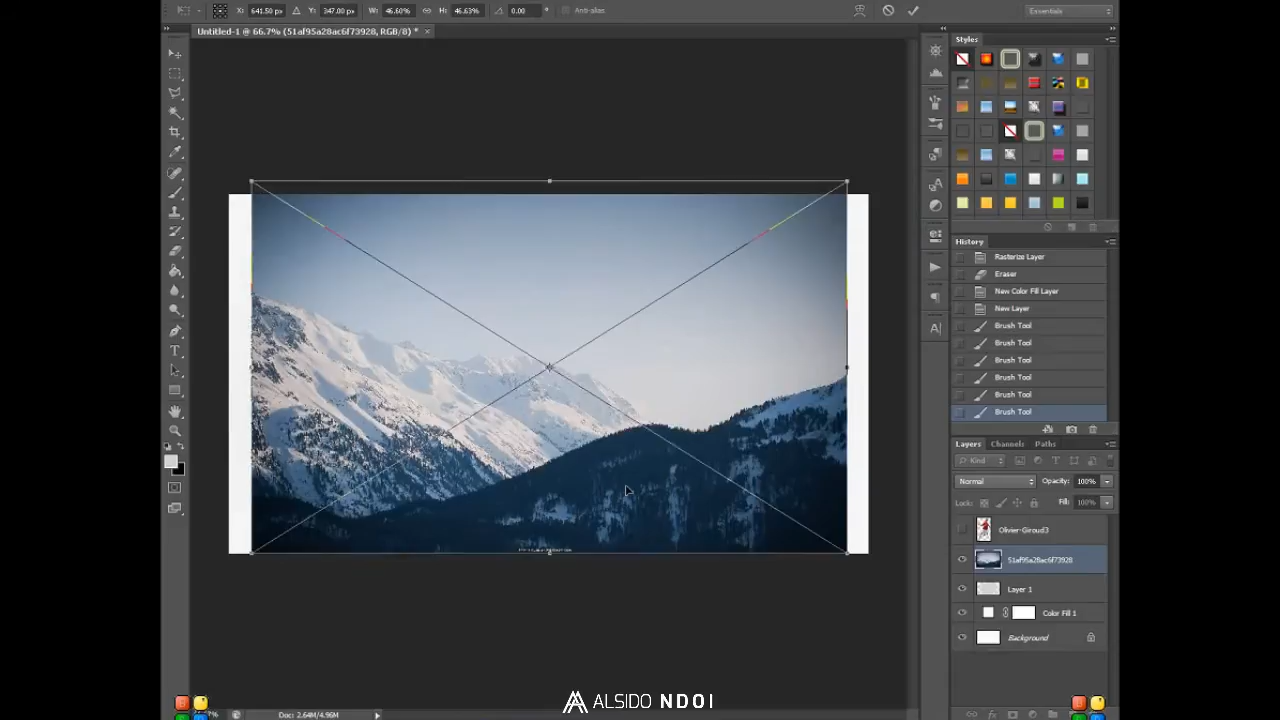 X: 641.50 px Y: 347.00 px W: 46.60% H: 46.63% 0.00 ° Anti-alias Essentials
Untitled-1 @ 66.7% (51af95a28ac6f73928, RGB/8) * ×
Styles
History
Rasterize Layer
Eraser
New Color Fill Layer
New Layer
Brush Tool
Brush Tool
Brush Tool
Brush Tool
Brush Tool
Brush Tool
Layers Channels Paths
Kind
Normal Opacity: 100%
Lock: Fill: 100%
Olivier-Giroud3
51af95a28ac6f73928
Layer 1
Color Fill 1
Background
ALSIDO NDOI
Doc: 2.64M/4.96M